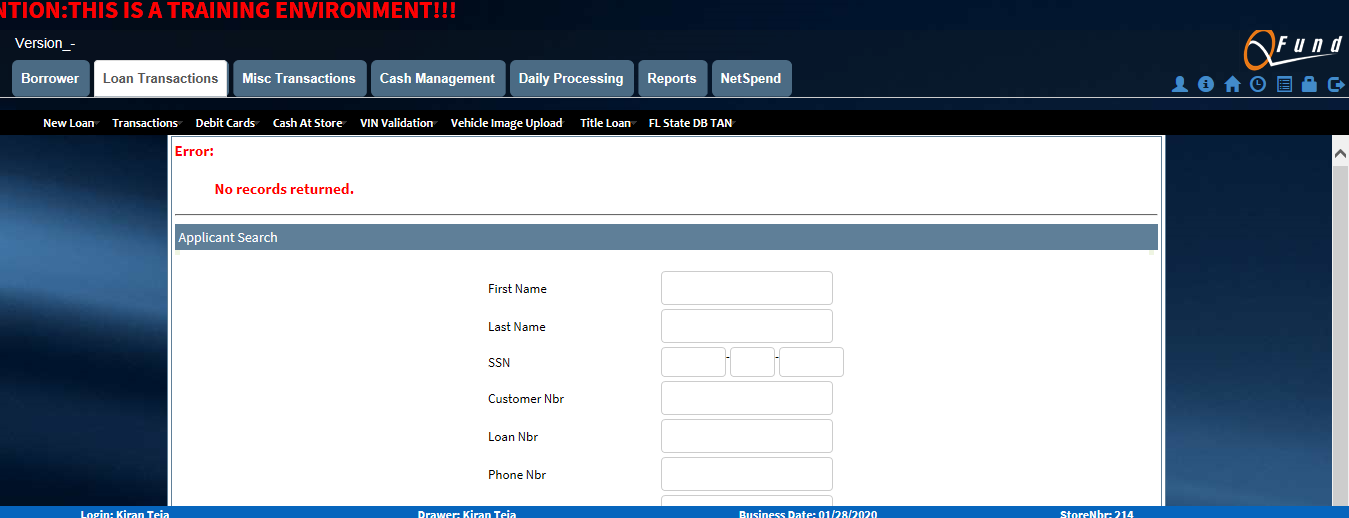 NTION:THIS IS A TRAINING ENVIRONMENT!!!
Version_-
QFund
Borrower Loan Transactions Misc Transactions Cash Management Daily Processing Reports NetSpend
New Loan Transactions Debit Cards Cash At Store VIN Validation Vehicle Image Upload Title Loan FL State DB TAN
Error:
No records returned.
Applicant Search
First Name
Last Name
SSN - -
Customer Nbr
Loan Nbr
Phone Nbr
Login: Kiran Teja Drawer: Kiran Teja Business Date: 01/28/2020 StoreNbr: 214